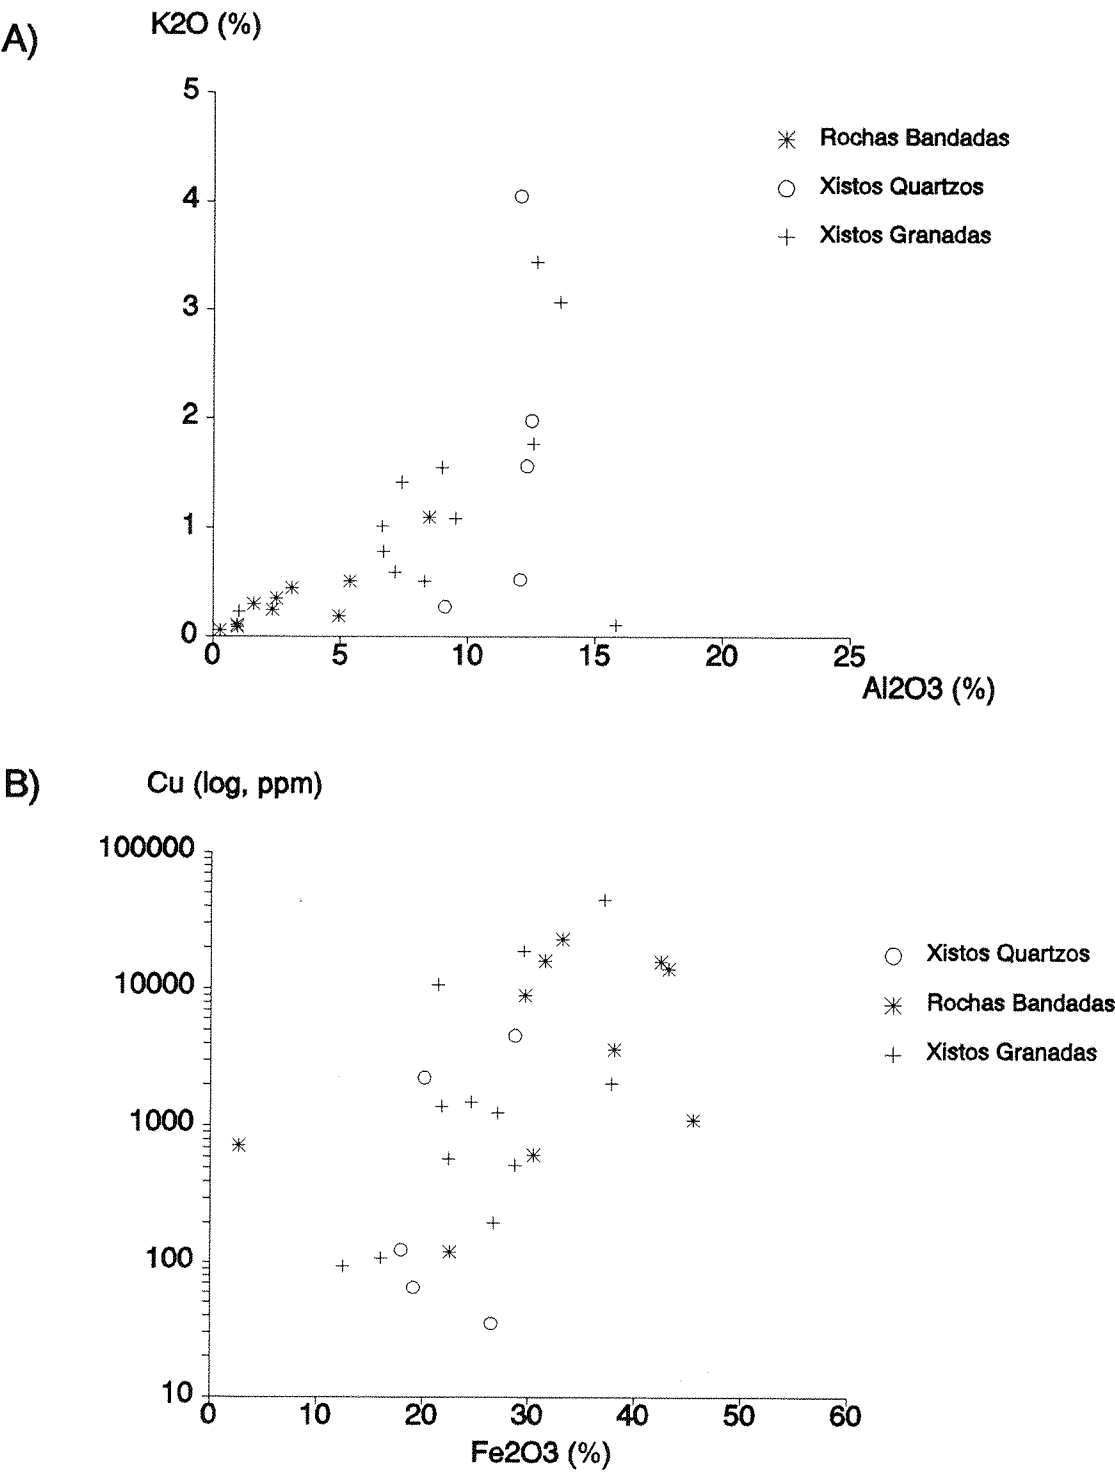 A)
K2O (%)
5
4
3
2
1
0
0 5 10 15 20 25
Al2O3 (%)
Rochas Bandadas
Xistos Quartzos
Xistos Granadas
B)
Cu (log, ppm)
100000
10000
1000
100
10
0 10 20 30 40 50 60
Fe2O3 (%)
Xistos Quartzos
Rochas Bandadas
Xistos Granadas